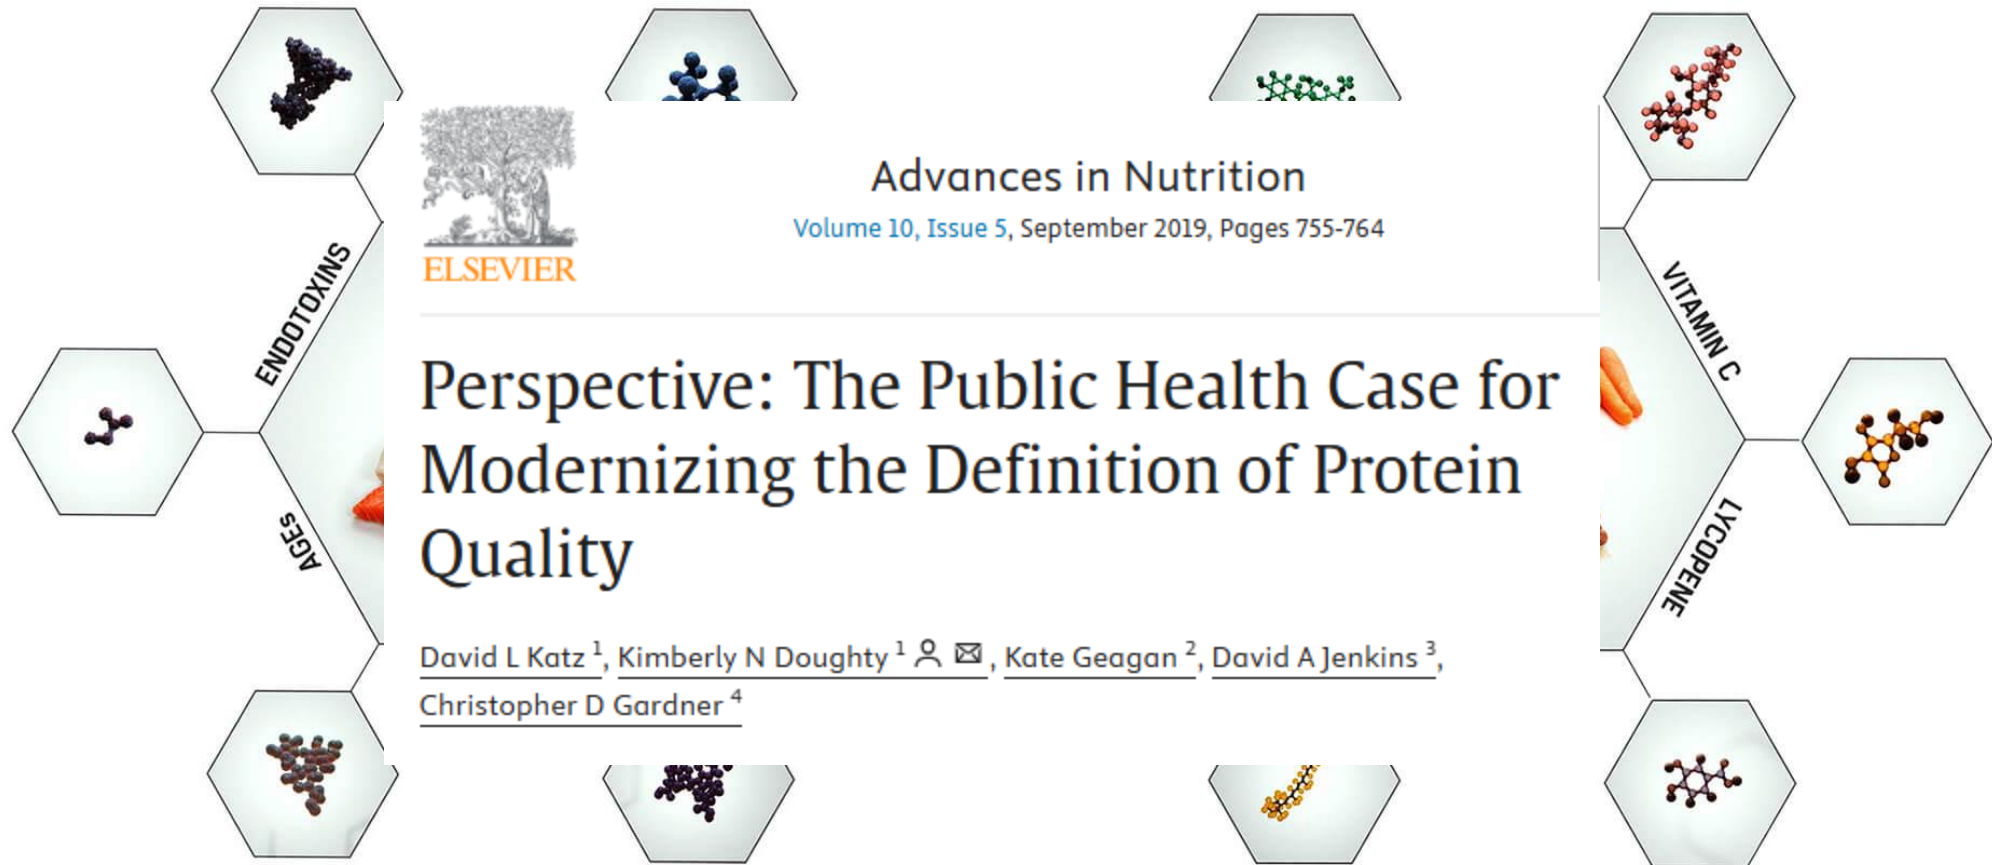 ELSEVIER
Advances in Nutrition
Volume 10, Issue 5, September 2019, Pages 755-764
Perspective: The Public Health Case for
Modernizing the Definition of Protein
Quality
David L Katz 1, Kimberly N Doughty 1, Kate Geagan 2, David A Jenkins 3,
Christopher D Gardner 4
ENDOTOXINS
AGEs
VITAMIN C
LYCOPENE